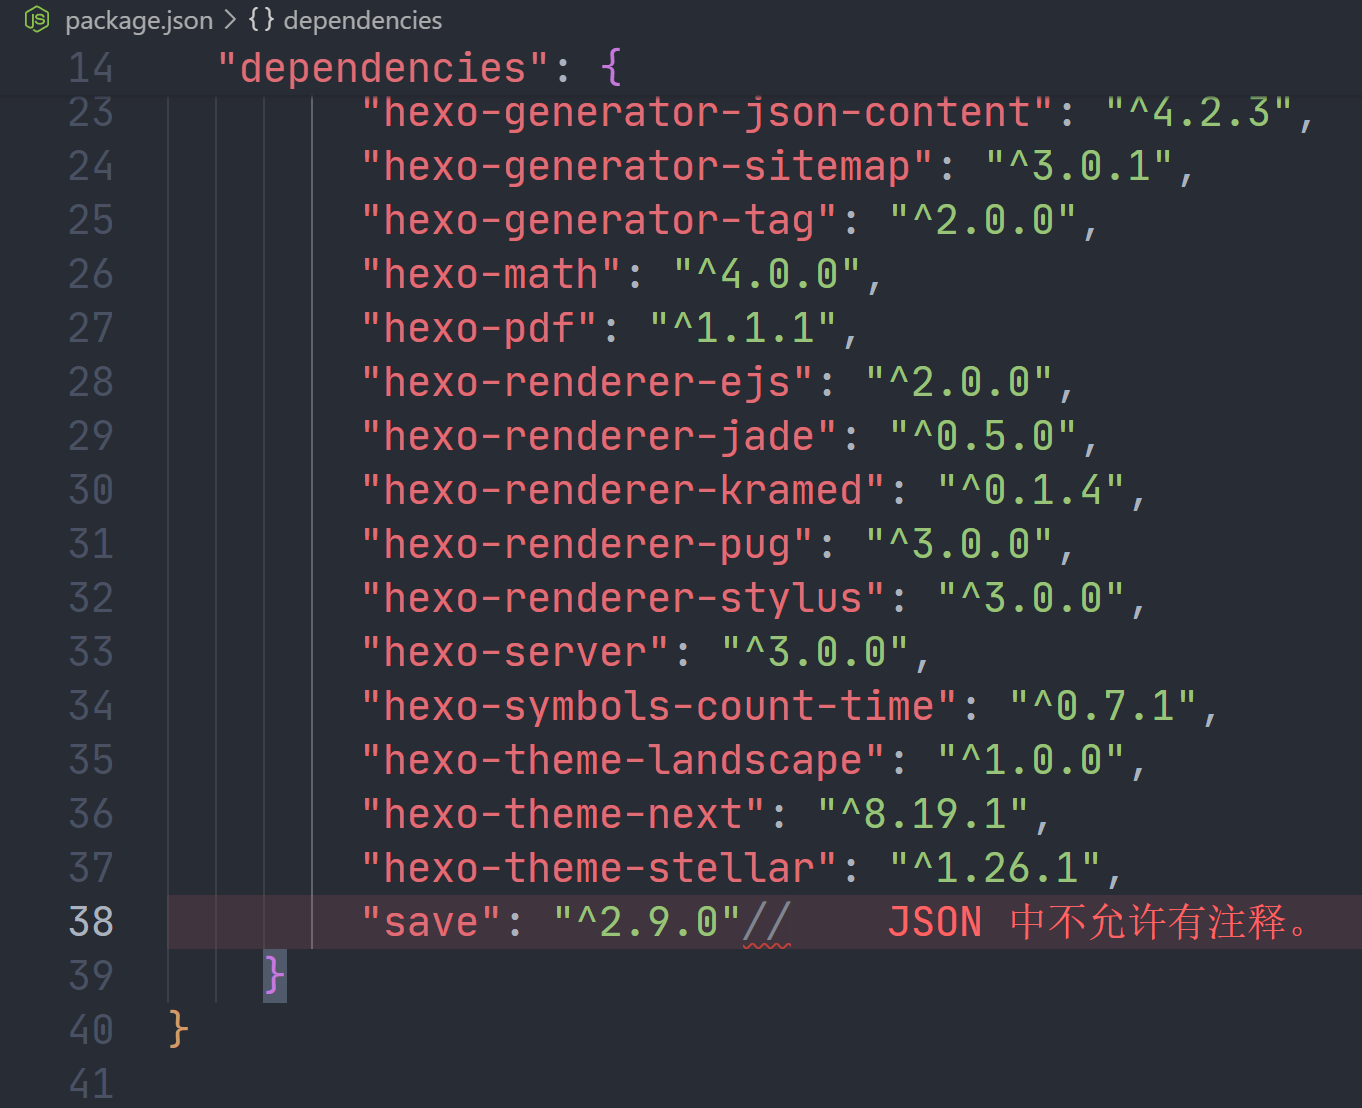 package.json > {} dependencies
14 "dependencies": {
23 "hexo-generator-json-content": "^4.2.3",
24 "hexo-generator-sitemap": "^3.0.1",
25 "hexo-generator-tag": "^2.0.0",
26 "hexo-math": "^4.0.0",
27 "hexo-pdf": "^1.1.1",
28 "hexo-renderer-ejs": "^2.0.0",
29 "hexo-renderer-jade": "^0.5.0",
30 "hexo-renderer-kramed": "^0.1.4",
31 "hexo-renderer-pug": "^3.0.0",
32 "hexo-renderer-stylus": "^3.0.0",
33 "hexo-server": "^3.0.0",
34 "hexo-symbols-count-time": "^0.7.1",
35 "hexo-theme-landscape": "^1.0.0",
36 "hexo-theme-next": "^8.19.1",
37 "hexo-theme-stellar": "^1.26.1",
38 "save": "^2.9.0"// JSON 中不允许有注释。
39 }
40 }
41